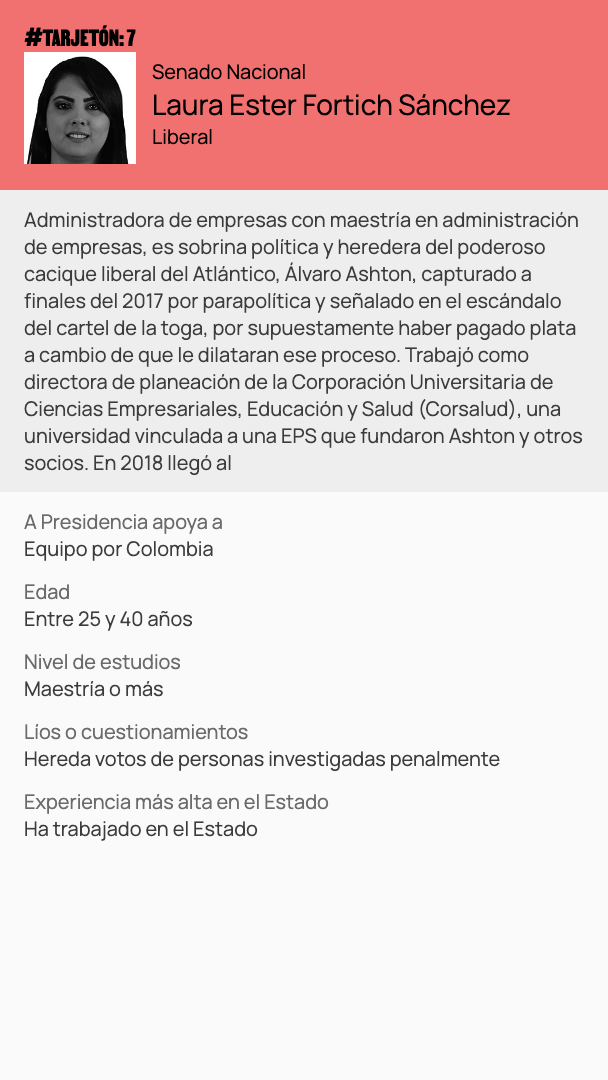 #TARJETÓN: 7
Senado Nacional
Laura Ester Fortich Sánchez
Liberal
Administradora de empresas con maestría en administración
de empresas, es sobrina política y heredera del poderoso
cacique liberal del Atlántico, Álvaro Ashton, capturado a
finales del 2017 por parapolítica y señalado en el escándalo
del cartel de la toga, por supuestamente haber pagado plata
a cambio de que le dilataran ese proceso. Trabajó como
directora de planeación de la Corporación Universitaria de
Ciencias Empresariales, Educación y Salud (Corsalud), una
universidad vinculada a una EPS que fundaron Ashton y otros
socios. En 2018 llegó al
A Presidencia apoya a
Equipo por Colombia
Edad
Entre 25 y 40 años
Nivel de estudios
Maestría o más
Líos o cuestionamientos
Hereda votos de personas investigadas penalmente
Experiencia más alta en el Estado
Ha trabajado en el Estado